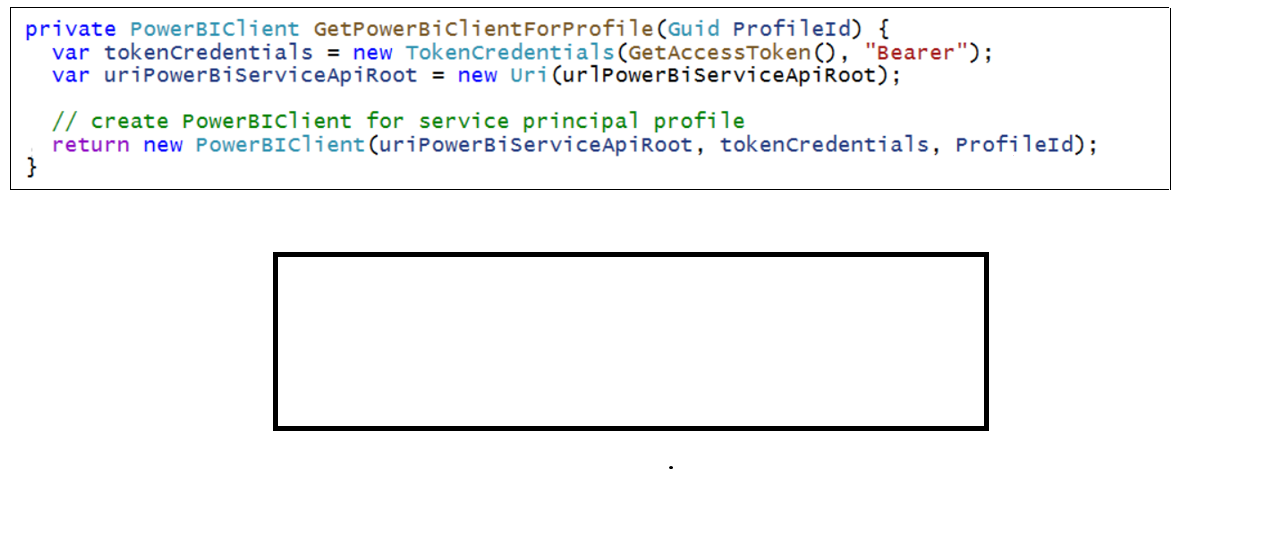 private PowerBIClient GetPowerBiClientForProfile(Guid ProfileId) {
  var tokenCredentials = new TokenCredentials(GetAccessToken(), "Bearer");
  var uriPowerBiServiceApiRoot = new Uri(urlPowerBiServiceApiRoot);
  // create PowerBIClient for service principal profile
  return new PowerBIClient(uriPowerBiServiceApiRoot, tokenCredentials, ProfileId);
}
.